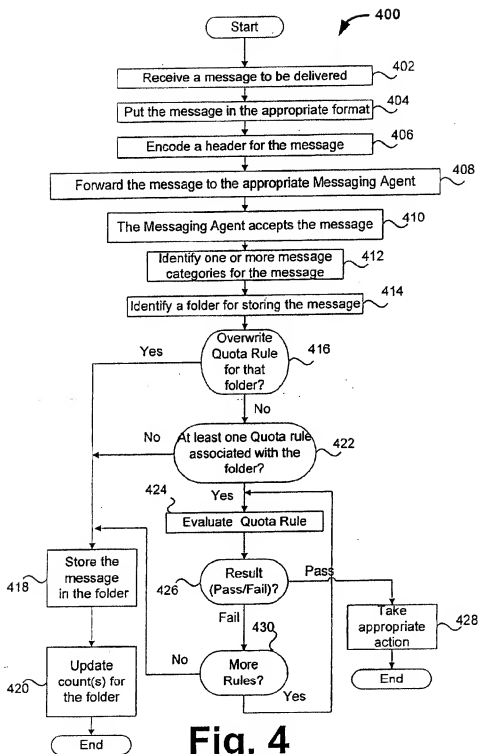 400
Start
Receive a message to be delivered
402
Put the message in the appropriate format
404
Encode a header for the message
406
Forward the message to the appropriate Messaging Agent
408
The Messaging Agent accepts the message
410
Identify one or more message
categories for the message
412
Identify a folder for storing the message
414
Overwrite
Quota Rule
for that
folder?
416
Yes
No
At least one Quota rule
associated with the
folder?
422
No
Yes
424
Evaluate Quota Rule
Result
(Pass/Fail)?
426
Pass
Fail
Take
appropriate
action
428
End
430
More
Rules?
No
Yes
Store the
message
in the folder
418
Update
count(s) for
the folder
420
End
Fig. 4